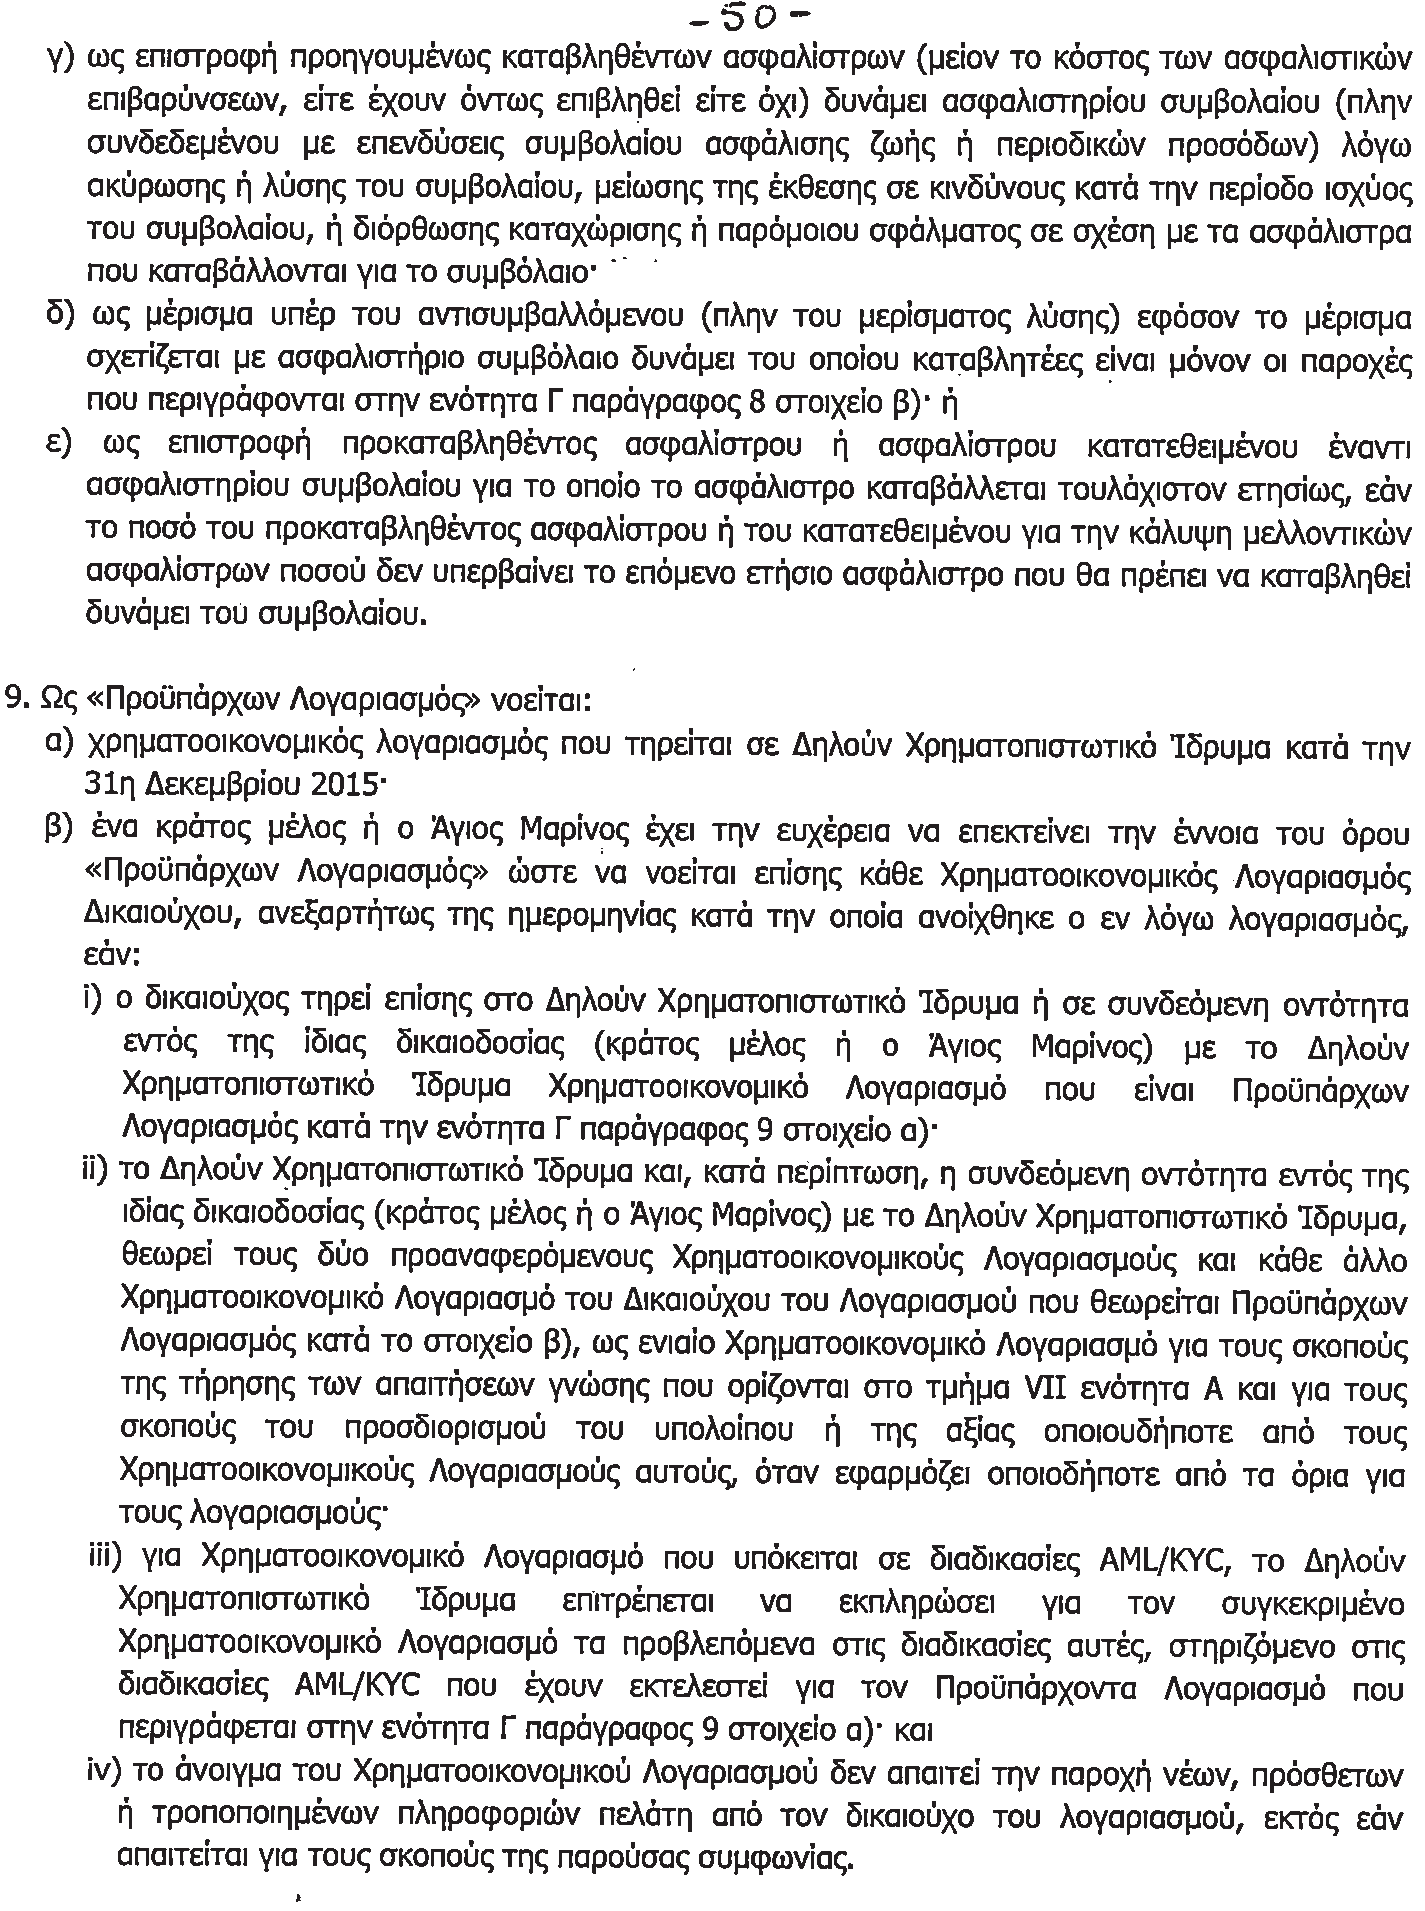 - 50 -
γ) ως επιστροφή προηγουμένως καταβληθέντων ασφαλίστρων (μείον το κόστος των ασφαλιστικών
επιβαρύνσεων, είτε έχουν όντως επιβληθεί είτε όχι) δυνάμει ασφαλιστηρίου συμβολαίου (πλην
συνδεδεμένου με επενδύσεις συμβολαίου ασφάλισης ζωής ή περιοδικών προσόδων) λόγω
ακύρωσης ή λύσης του συμβολαίου, μείωσης της έκθεσης σε κινδύνους κατά την περίοδο ισχύος
του συμβολαίου, ή διόρθωσης καταχώρισης ή παρόμοιου σφάλματος σε σχέση με τα ασφάλιστρα
που καταβάλλονται για το συμβόλαιο·
δ) ως μέρισμα υπέρ του αντισυμβαλλόμενου (πλην του μερίσματος λύσης) εφόσον το μέρισμα
σχετίζεται με ασφαλιστήριο συμβόλαιο δυνάμει του οποίου καταβλητέες είναι μόνον οι παροχές
που περιγράφονται στην ενότητα Γ παράγραφος 8 στοιχείο β)· ή
ε) ως επιστροφή προκαταβληθέντος ασφαλίστρου ή ασφαλίστρου κατατεθειμένου έναντι
ασφαλιστηρίου συμβολαίου για το οποίο το ασφάλιστρο καταβάλλεται τουλάχιστον ετησίως, εάν
το ποσό του προκαταβληθέντος ασφαλίστρου ή του κατατεθειμένου για την κάλυψη μελλοντικών
ασφαλίστρων ποσού δεν υπερβαίνει το επόμενο ετήσιο ασφάλιστρο που θα πρέπει να καταβληθεί
δυνάμει του συμβολαίου.
9. Ως «Προϋπάρχων Λογαριασμός» νοείται:
α) χρηματοοικονομικός λογαριασμός που τηρείται σε Δηλούν Χρηματοπιστωτικό Ίδρυμα κατά την
31η Δεκεμβρίου 2015·
β) ένα κράτος μέλος ή ο Άγιος Μαρίνος έχει την ευχέρεια να επεκτείνει την έννοια του όρου
«Προϋπάρχων Λογαριασμός» ώστε να νοείται επίσης κάθε Χρηματοοικονομικός Λογαριασμός
Δικαιούχου, ανεξαρτήτως της ημερομηνίας κατά την οποία ανοίχθηκε ο εν λόγω λογαριασμός,
εάν:
i) ο δικαιούχος τηρεί επίσης στο Δηλούν Χρηματοπιστωτικό Ίδρυμα ή σε συνδεόμενη οντότητα
εντός της ίδιας δικαιοδοσίας (κράτος μέλος ή ο Άγιος Μαρίνος) με το Δηλούν
Χρηματοπιστωτικό Ίδρυμα Χρηματοοικονομικό Λογαριασμό που είναι Προϋπάρχων
Λογαριασμός κατά την ενότητα Γ παράγραφος 9 στοιχείο α)·
ii) το Δηλούν Χρηματοπιστωτικό Ίδρυμα και, κατά περίπτωση, η συνδεόμενη οντότητα εντός της
ιδίας δικαιοδοσίας (κράτος μέλος ή ο Άγιος Μαρίνος) με το Δηλούν Χρηματοπιστωτικό Ίδρυμα,
θεωρεί τους δύο προαναφερόμενους Χρηματοοικονομικούς Λογαριασμούς και κάθε άλλο
Χρηματοοικονομικό Λογαριασμό του Δικαιούχου του Λογαριασμού που θεωρείται Προϋπάρχων
Λογαριασμός κατά το στοιχείο β), ως ενιαίο Χρηματοοικονομικό Λογαριασμό για τους σκοπούς
της τήρησης των απαιτήσεων γνώσης που ορίζονται στο τμήμα VII ενότητα Α και για τους
σκοπούς του προσδιορισμού του υπολοίπου ή της αξίας οποιουδήποτε από τους
Χρηματοοικονομικούς Λογαριασμούς αυτούς, όταν εφαρμόζει οποιοδήποτε από τα όρια για
τους λογαριασμούς·
iii) για Χρηματοοικονομικό Λογαριασμό που υπόκειται σε διαδικασίες AML/KYC, το Δηλούν
Χρηματοπιστωτικό Ίδρυμα επιτρέπεται να εκπληρώσει για τον συγκεκριμένο
Χρηματοοικονομικό Λογαριασμό τα προβλεπόμενα στις διαδικασίες αυτές, στηριζόμενο στις
διαδικασίες AML/KYC που έχουν εκτελεστεί για τον Προϋπάρχοντα Λογαριασμό που
περιγράφεται στην ενότητα Γ παράγραφος 9 στοιχείο α)· και
iv) το άνοιγμα του Χρηματοοικονομικού Λογαριασμού δεν απαιτεί την παροχή νέων, πρόσθετων
ή τροποποιημένων πληροφοριών πελάτη από τον δικαιούχο του λογαριασμού, εκτός εάν
απαιτείται για τους σκοπούς της παρούσας συμφωνίας.